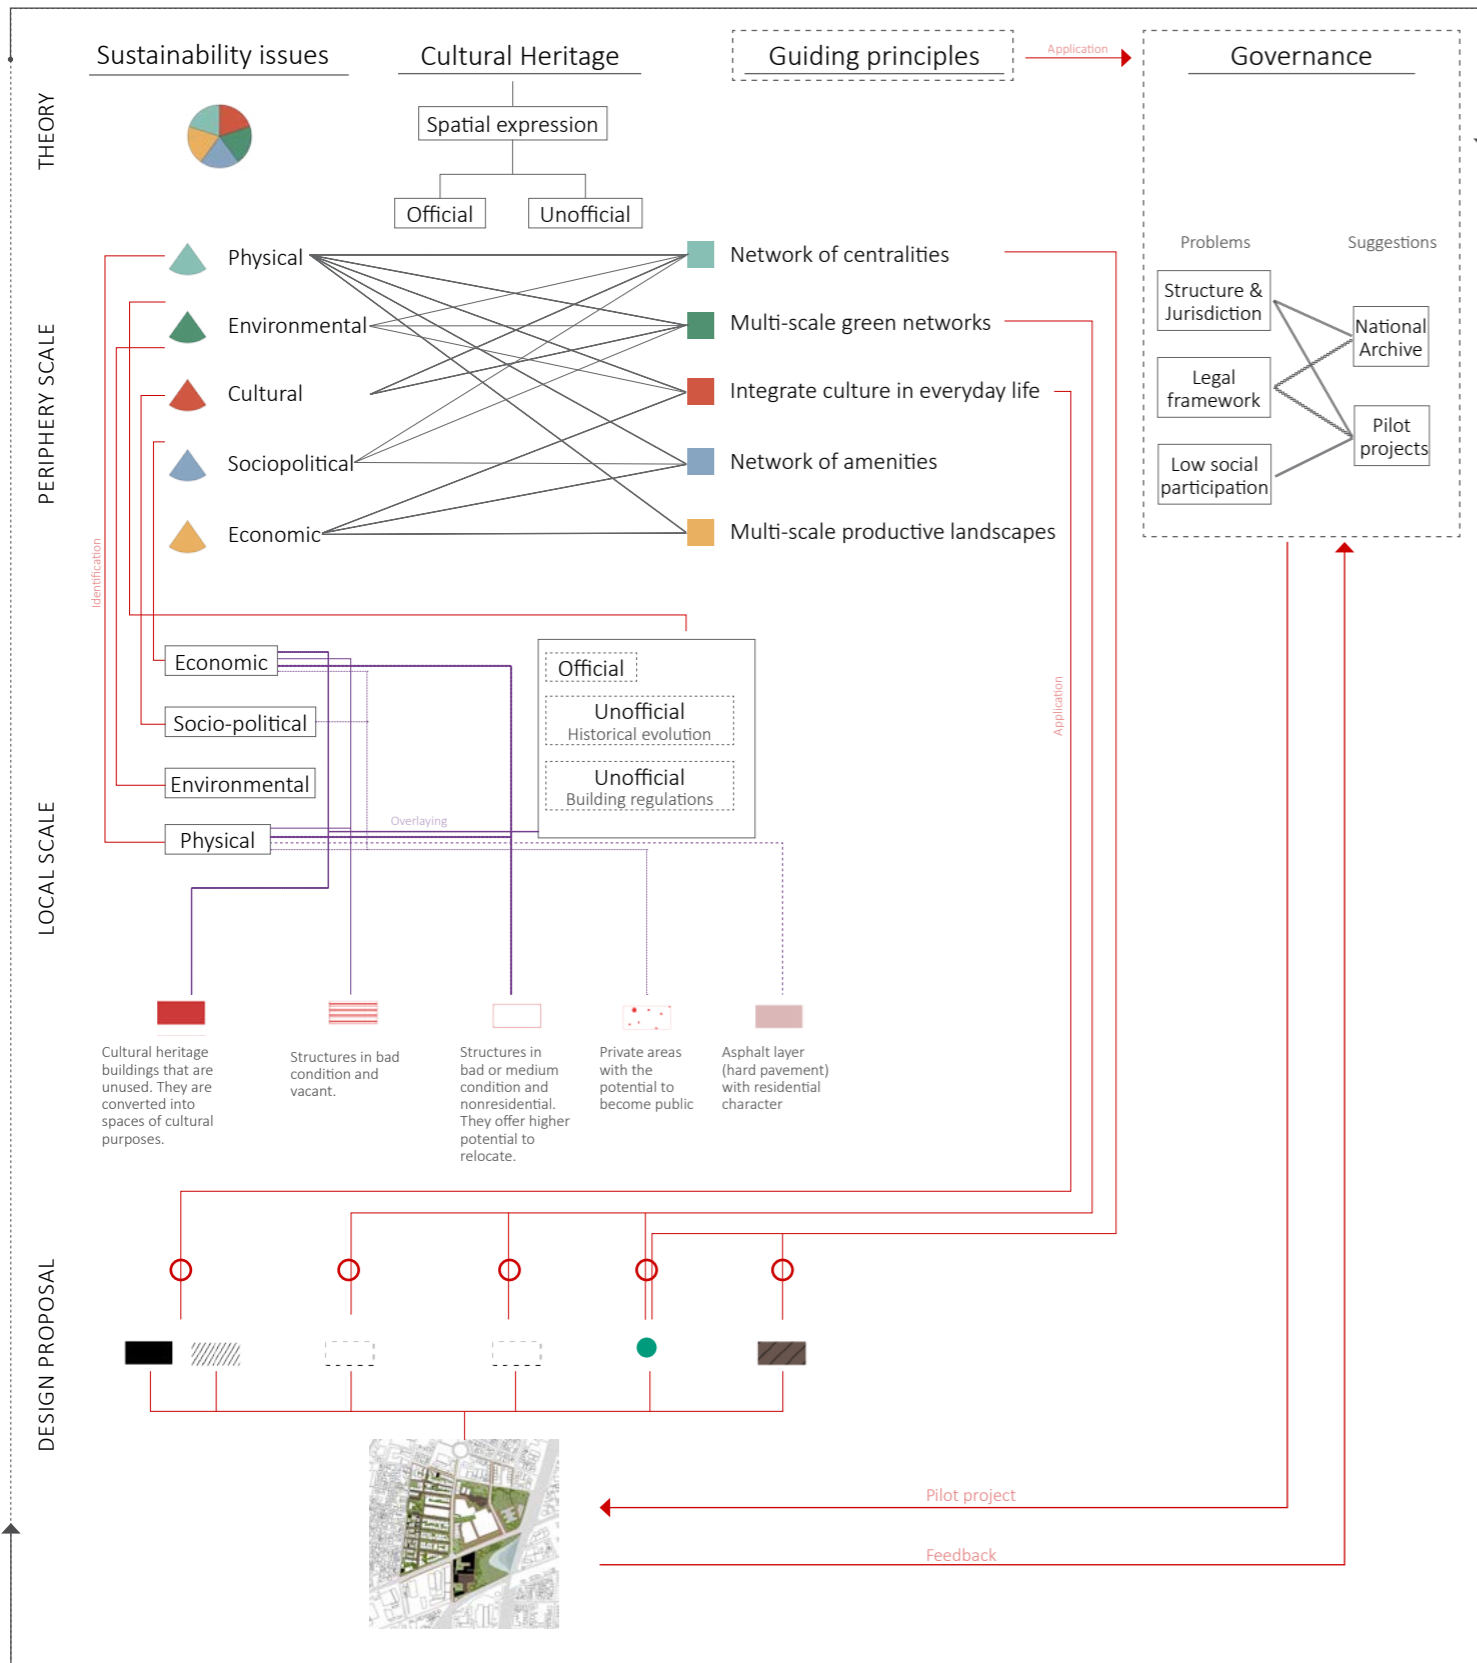 Sustainability issues
Cultural Heritage
Guiding principles
Application
Governance
THEORY
Spatial expression
Official
Unofficial
PERIPHERY SCALE
Physical
Environmental
Cultural
Sociopolitical
Economic
Network of centralities
Multi-scale green networks
Integrate culture in everyday life
Network of amenities
Multi-scale productive landscapes
Problems
Suggestions
Structure &
Jurisdiction
Legal
framework
Low social
participation
National
Archive
Pilot
projects
Identification
LOCAL SCALE
Economic
Socio-political
Environmental
Physical
Official
Unofficial
Historical evolution
Unofficial
Building regulations
Overlaying
Application
Cultural heritage
buildings that are
unused. They are
converted into
spaces of cultural
purposes.
Structures in bad
condition and
vacant.
Structures in
bad or medium
condition and
nonresidential.
They offer higher
potential to
relocate.
Private areas
with the
potential to
become public
Asphalt layer
(hard pavement)
with residential
character
DESIGN PROPOSAL
Pilot project
Feedback